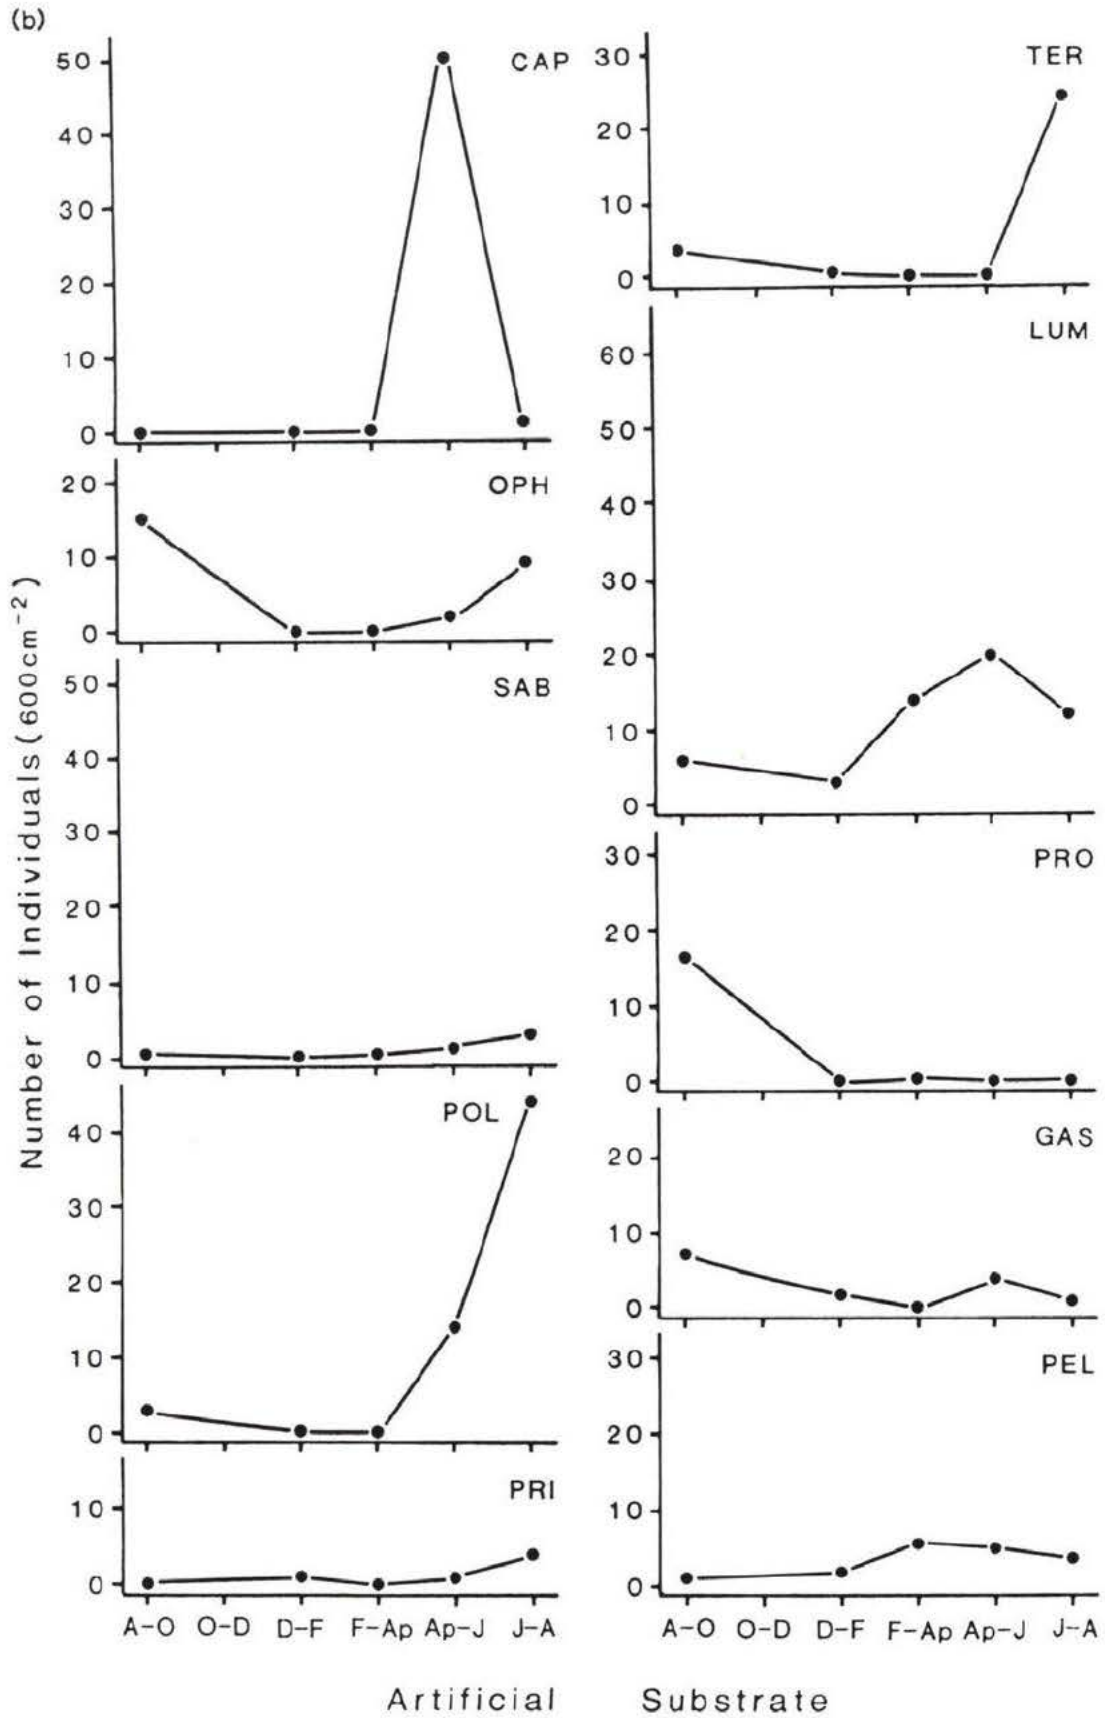 (b)
Number of Individuals (600cm⁻²)
CAP
50
40
30
20
10
0
OPH
20
10
0
SAB
50
40
30
20
10
0
POL
40
30
20
10
0
PRI
10
0
A-O O-D D-F F-Ap Ap-J J-A
TER
30
20
10
0
LUM
60
50
40
30
20
10
0
PRO
30
20
10
0
GAS
20
10
0
PEL
30
20
10
0
A-O O-D D-F F-Ap Ap-J J-A
Artificial Substrate